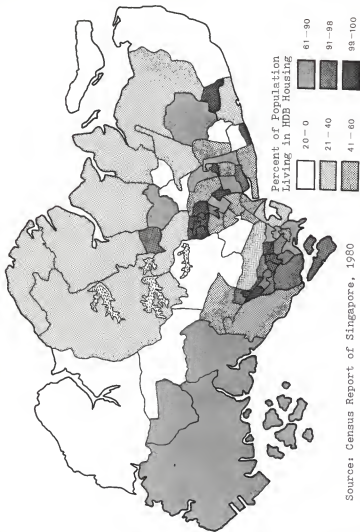 Percent of Population
Living in HDB Housing
20-0
21-40
41-60
61-90
91-98
99-100
Source: Census Report of Singapore, 1980